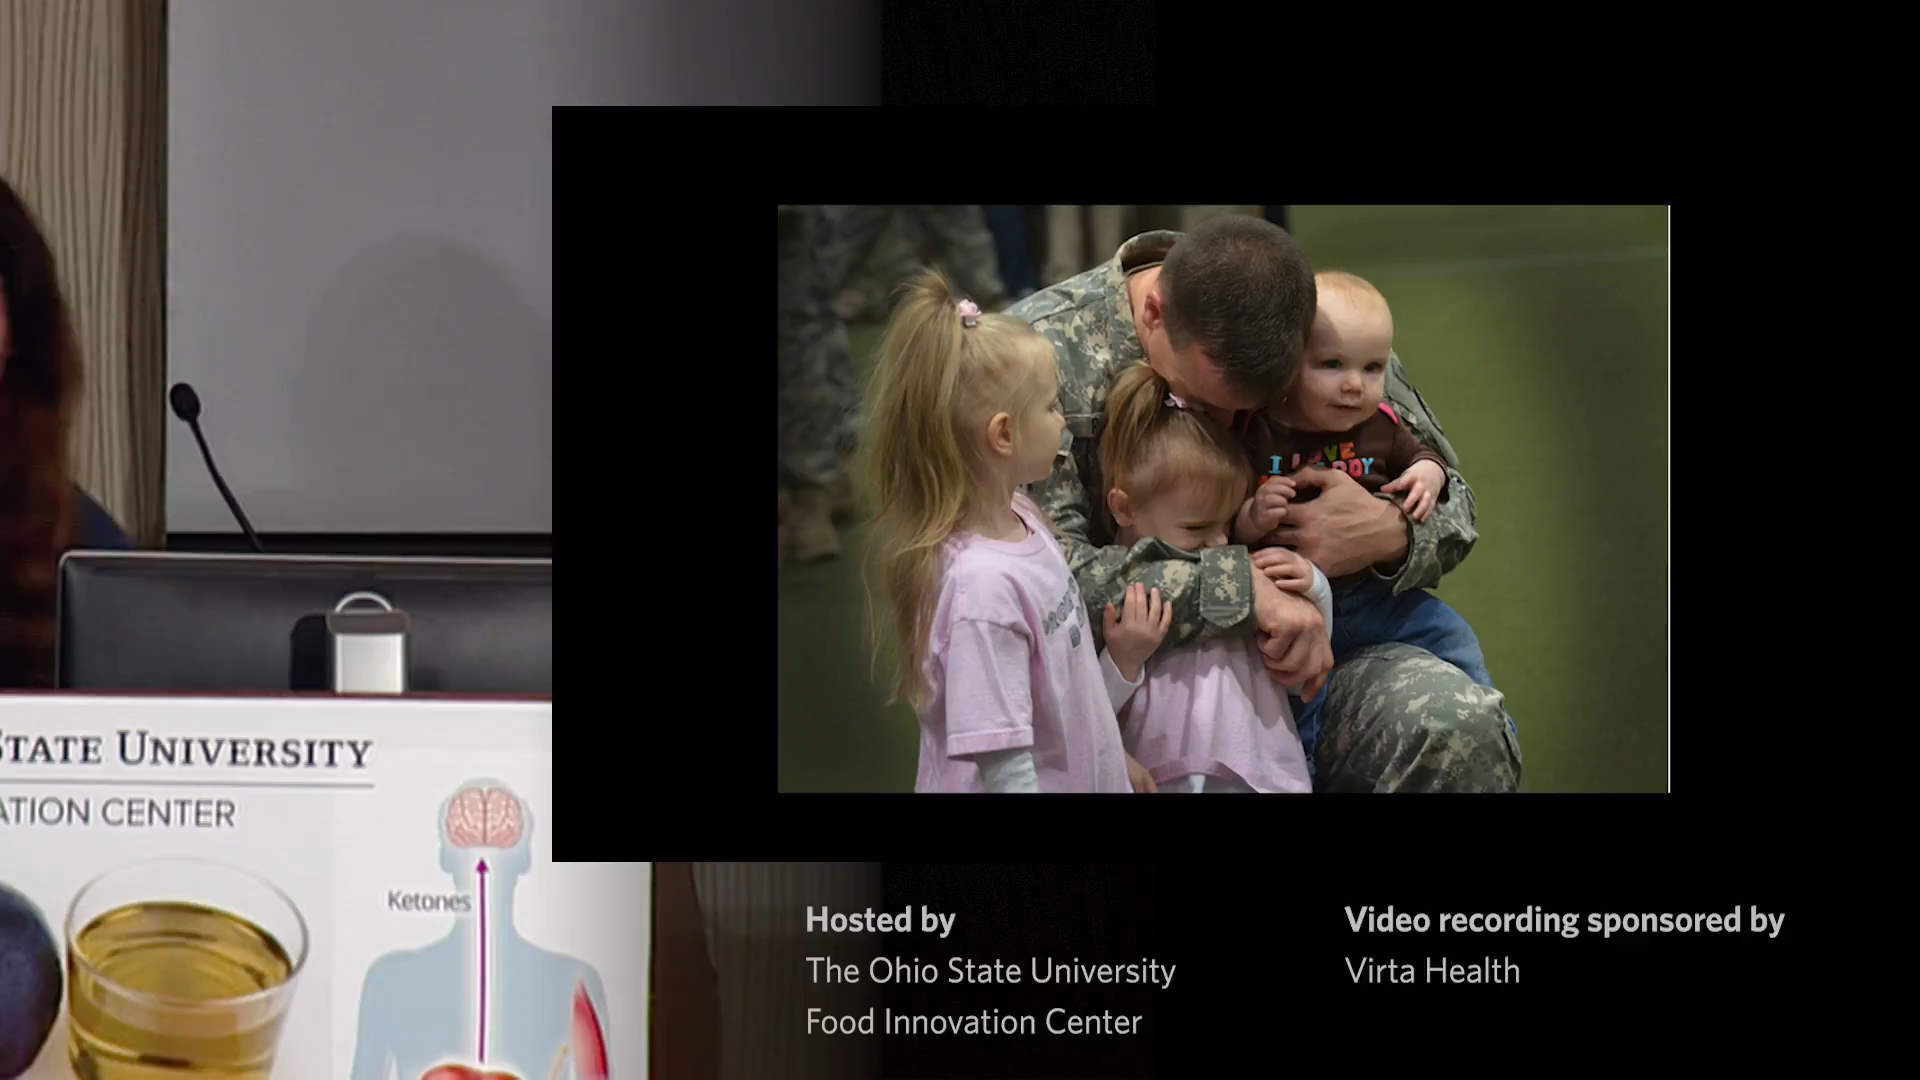 STATE UNIVERSITY
ATION CENTER
Ketones
I LOVE
Hosted by
The Ohio State University
Food Innovation Center
Video recording sponsored by
Virta Health